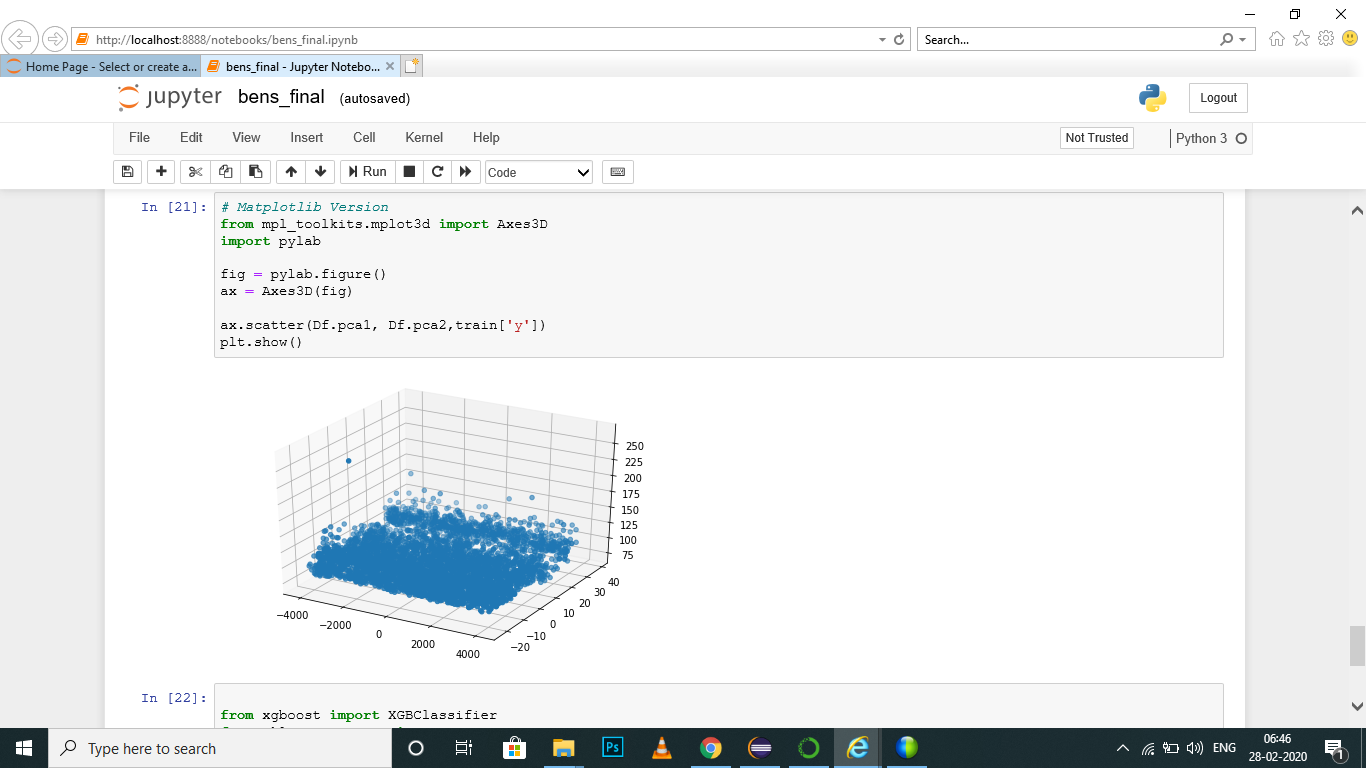 http://localhost:8888/notebooks/bens_final.ipynb
Search...
Home Page - Select or create a...
bens_final - Jupyter Notebo...
jupyter bens_final (autosaved)
Logout
File Edit View Insert Cell Kernel Help
Not Trusted
Python 3
Run
Code
In [21]:
# Matplotlib Version
from mpl_toolkits.mplot3d import Axes3D
import pylab
fig = pylab.figure()
ax = Axes3D(fig)
ax.scatter(Df.pca1, Df.pca2,train['y'])
plt.show()
250
225
200
175
150
125
100
75
40
30
20
10
0
−10
−20
−4000
−2000
0
2000
4000
In [22]:
from xgboost import XGBClassifier
Type here to search
Ps
ENG
06:46
28-02-2020
1